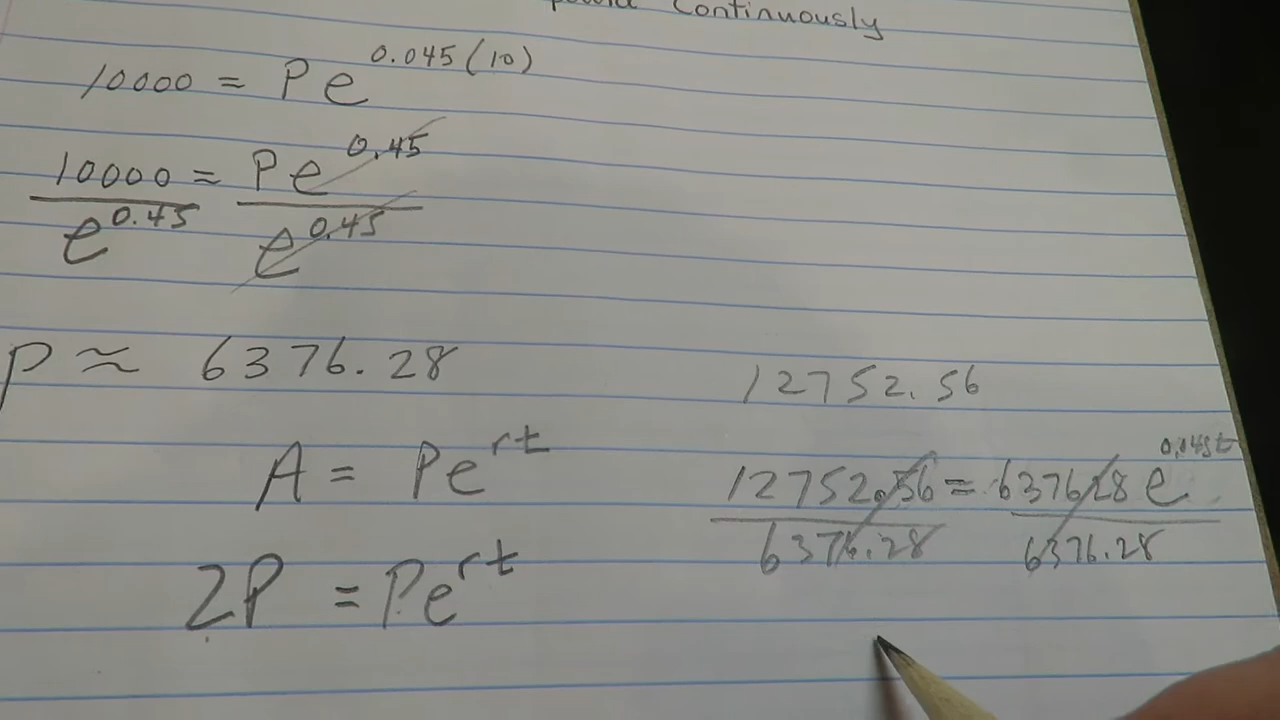 Continuously
10000 = Pe^0.045(10)
10000 = Pe^0.45
e^0.45 e^0.45
P ≈ 6376.28
12752.56
A = Pe^rt
12752.56 = 6376.28 e^0.045t
6376.28 6376.28
2P = Pe^rt